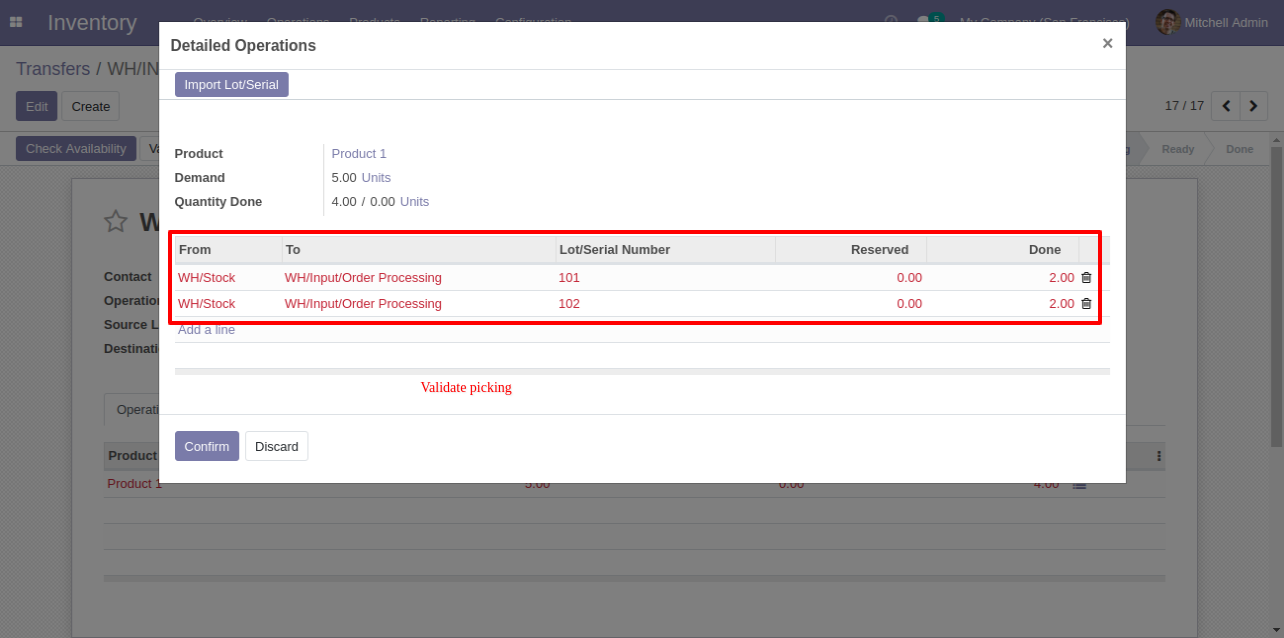 Inventory
Overview Operations Products Reporting Configuration
5 My Company (San Francisco) Mitchell Admin
Transfers / WH/IN
Edit Create
17 / 17
Check Availability
Ready Done
Detailed Operations ×
Import Lot/Serial
Product Product 1
Demand 5.00 Units
Quantity Done 4.00 / 0.00 Units
From To Lot/Serial Number Reserved Done
WH/Stock WH/Input/Order Processing 101 0.00 2.00
WH/Stock WH/Input/Order Processing 102 0.00 2.00
Add a line
Validate picking
Confirm Discard
W
Contact
Operation
Source L
Destinati
Operati
Product
Product 1 5.00 0.00 4.00